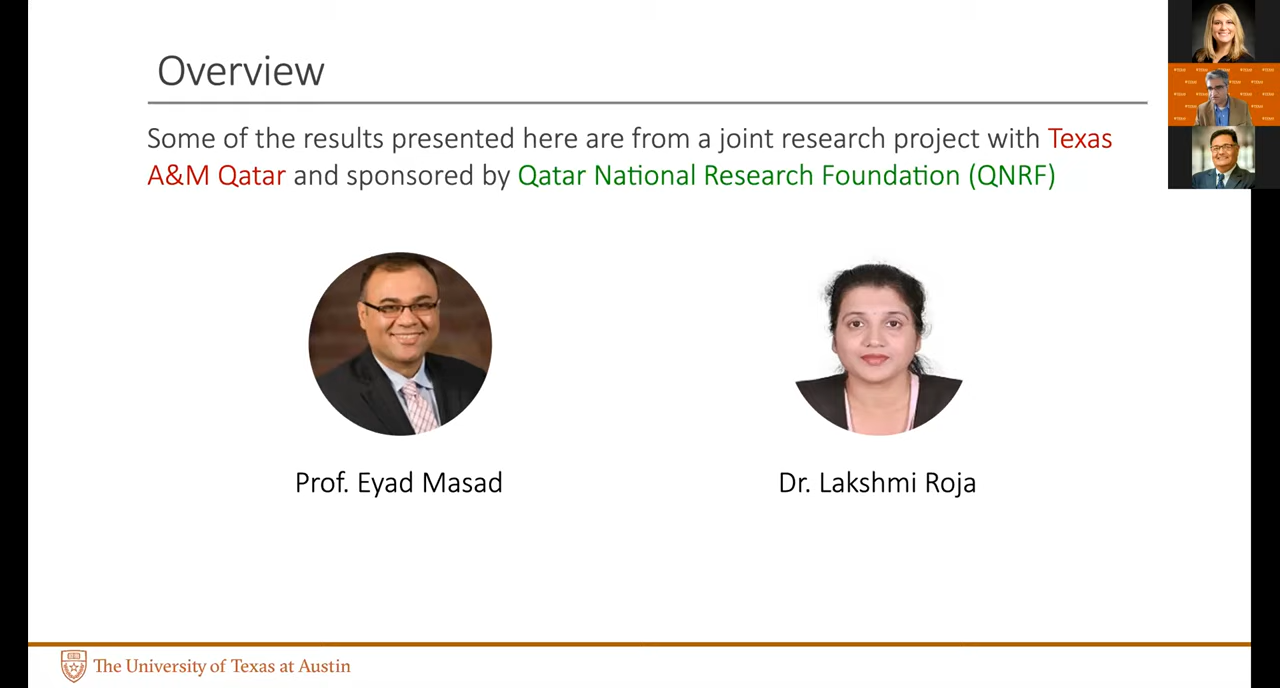 Overview
Some of the results presented here are from a joint research project with Texas
A&M Qatar and sponsored by Qatar National Research Foundation (QNRF)
Prof. Eyad Masad
Dr. Lakshmi Roja
The University of Texas at Austin